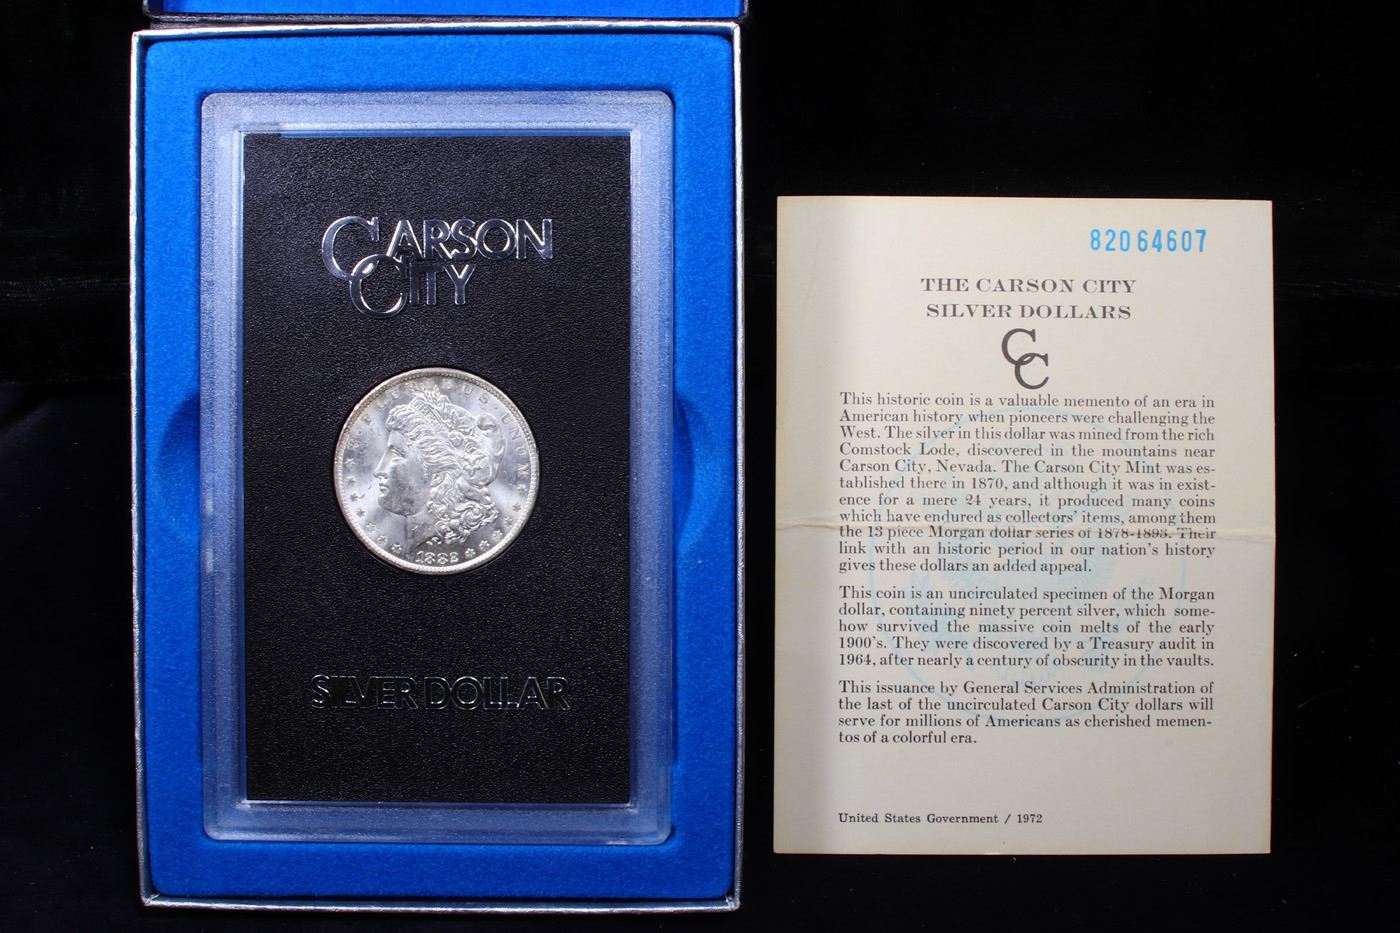 CARSON
CITY
E·PLURIBUS·UNUM
1882
SILVER DOLLAR
82064607
THE CARSON CITY
SILVER DOLLARS
CC
This historic coin is a valuable memento of an era in
American history when pioneers were challenging the
West. The silver in this dollar was mined from the rich
Comstock Lode, discovered in the mountains near
Carson City, Nevada. The Carson City Mint was es-
tablished there in 1870, and although it was in exist-
ence for a mere 24 years, it produced many coins
which have endured as collectors' items, among them
the 13 piece Morgan dollar series of 1878-1893. Their
link with an historic period in our nation's history
gives these dollars an added appeal.
This coin is an uncirculated specimen of the Morgan
dollar, containing ninety percent silver, which some-
how survived the massive coin melts of the early
1900's. They were discovered by a Treasury audit in
1964, after nearly a century of obscurity in the vaults.
This issuance by General Services Administration of
the last of the uncirculated Carson City dollars will
serve for millions of Americans as cherished memen-
tos of a colorful era.
United States Government / 1972